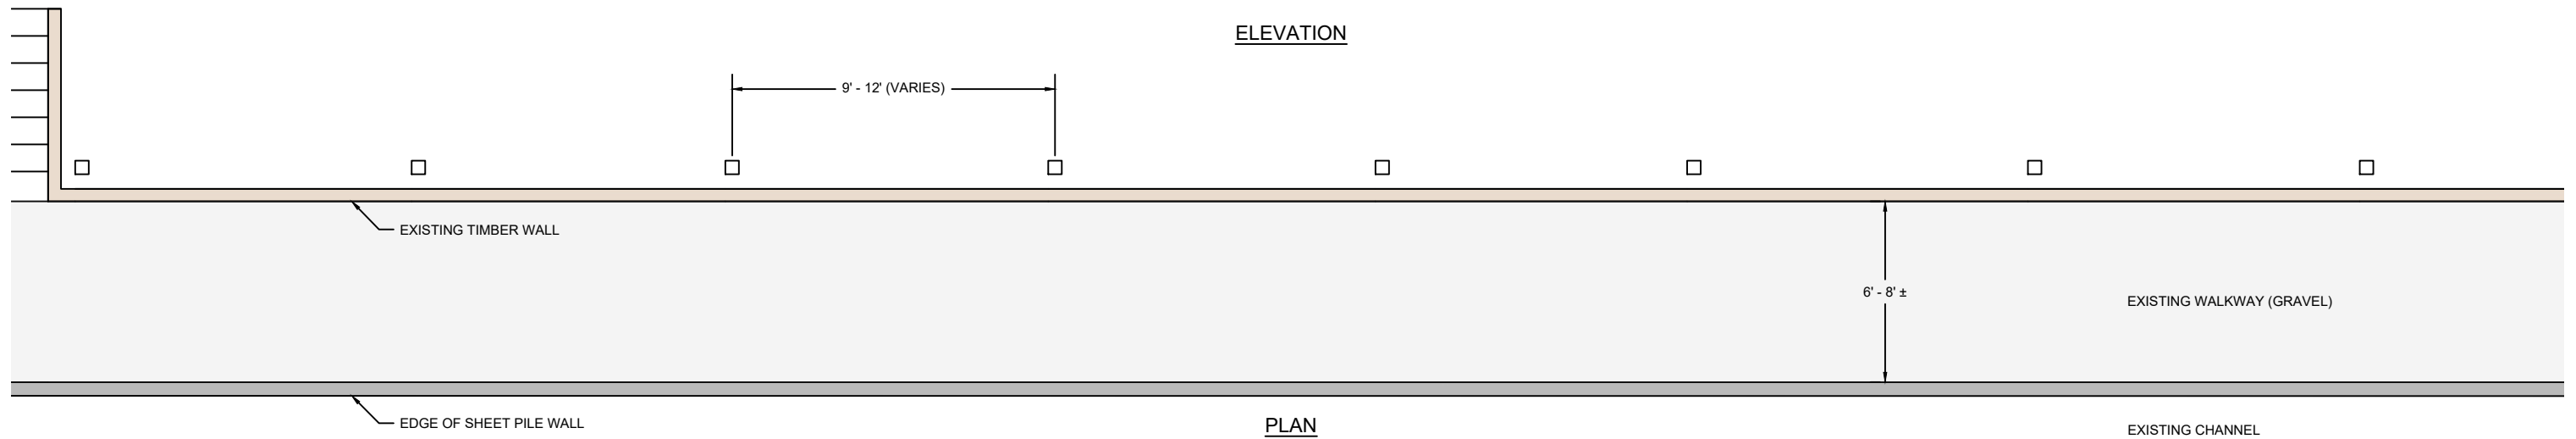 ELEVATION
9' - 12' (VARIES)
EXISTING TIMBER WALL
6' - 8' ±
EXISTING WALKWAY (GRAVEL)
EDGE OF SHEET PILE WALL
PLAN
EXISTING CHANNEL